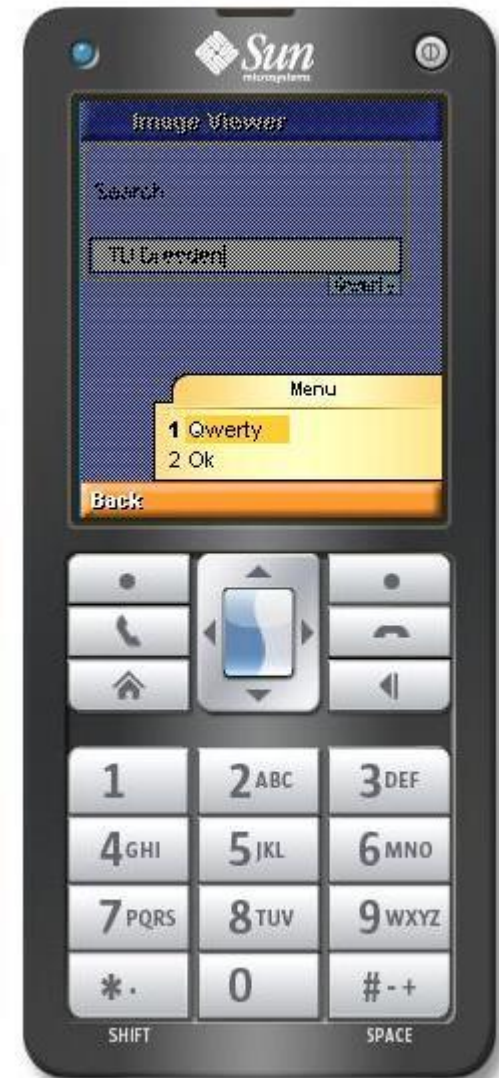 Sun
microsystems
Image Viewer
Search
TU Dresden
Menu
1 Qwerty
2 Ok
Back
1
2 ABC
3 DEF
4 GHI
5 JKL
6 MNO
7 PQRS
8 TUV
9 WXYZ
* .
0
# - +
SHIFT
SPACE